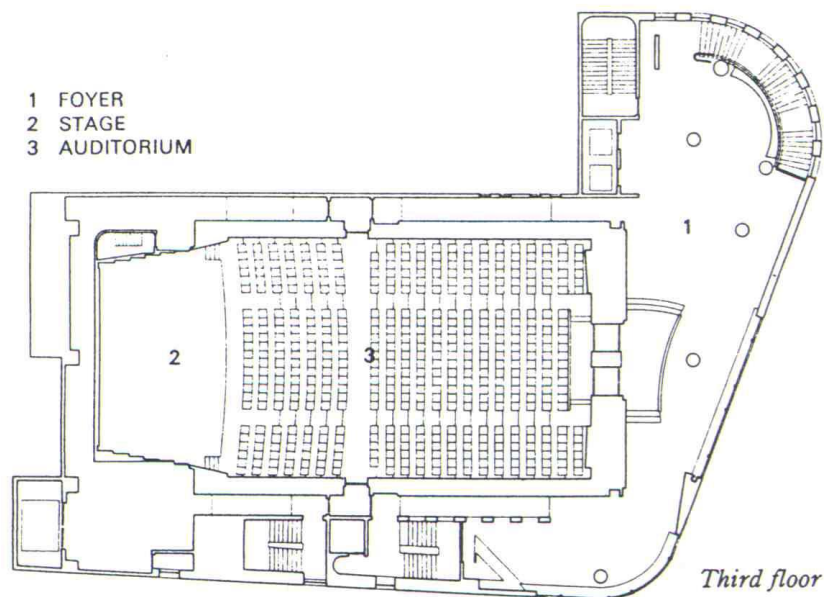 1 FOYER
2 STAGE
3 AUDITORIUM
1
2
3
Third floor